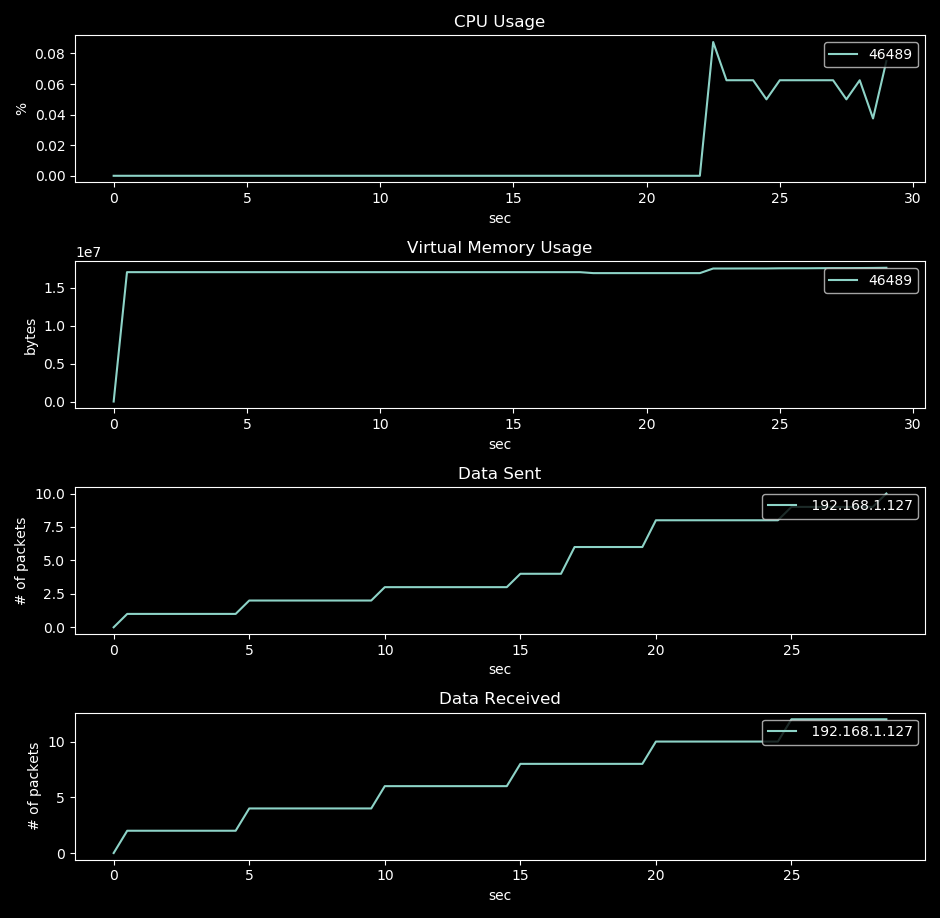 CPU Usage
46489
0.08
0.06
0.04
0.02
0.00
%
0 5 10 15 20 25 30
sec
Virtual Memory Usage
1e7
46489
1.5
1.0
0.5
0.0
bytes
0 5 10 15 20 25 30
sec
Data Sent
192.168.1.127
10.0
7.5
5.0
2.5
0.0
# of packets
0 5 10 15 20 25
sec
Data Received
192.168.1.127
10
5
0
# of packets
0 5 10 15 20 25
sec